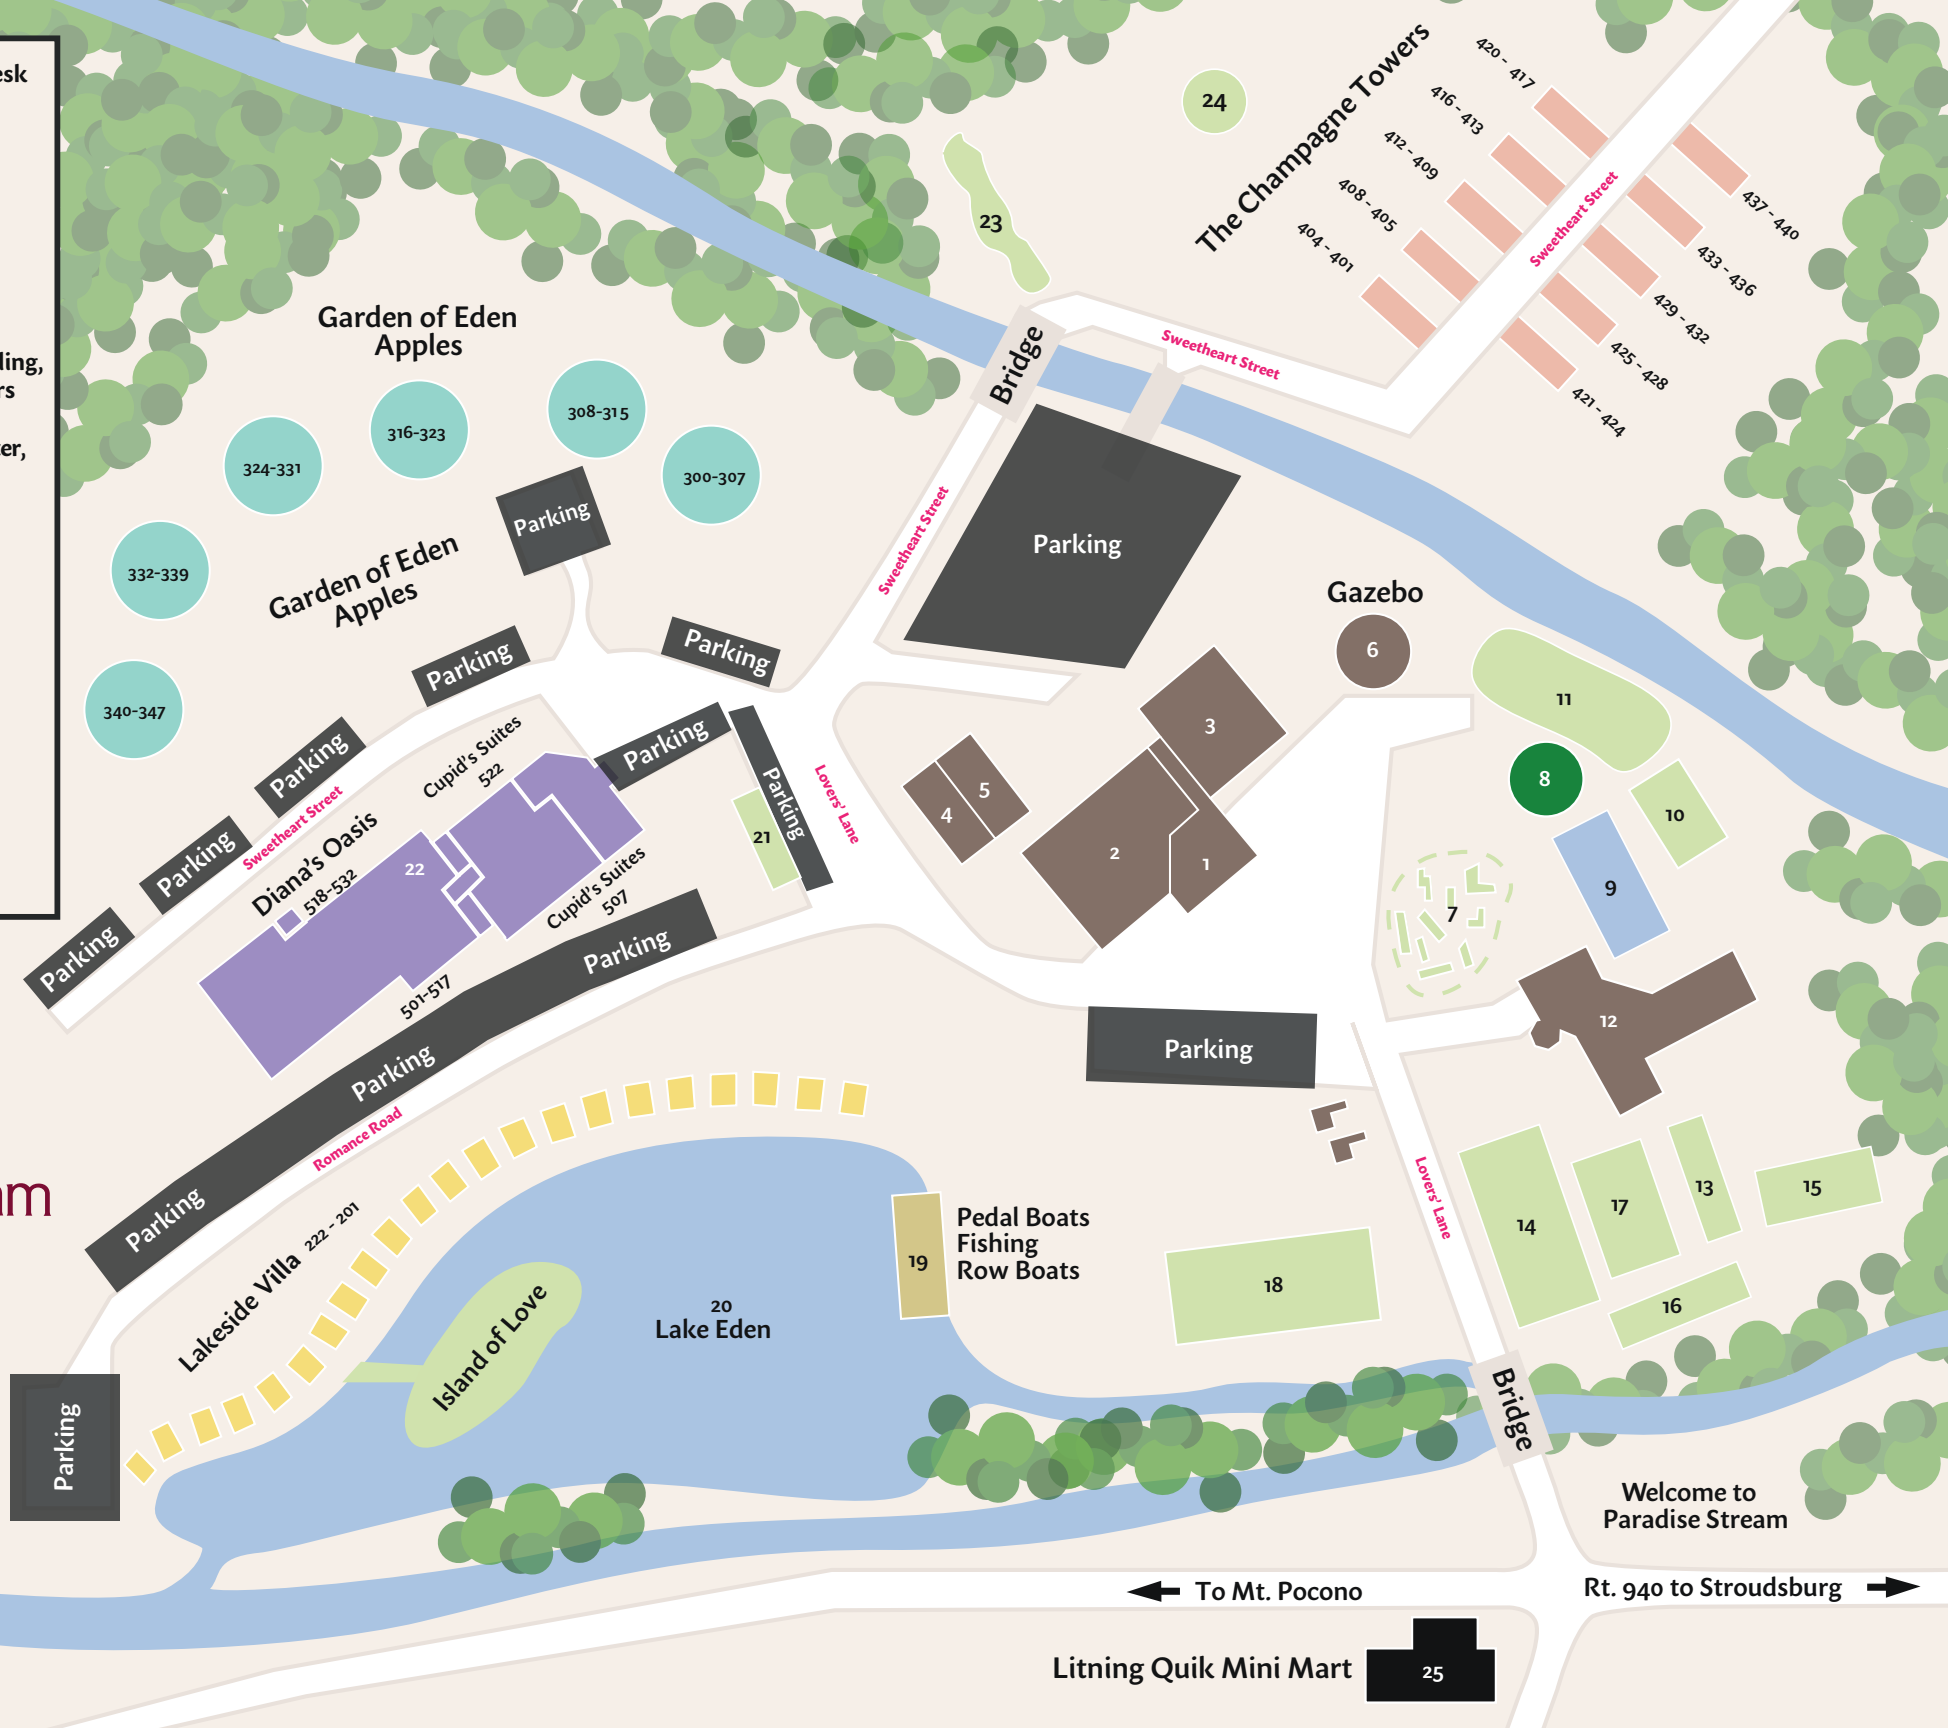 esk
ding,
rs
er,
am
24
The Champagne Towers
420 - 417
416 - 413
412 - 409
408 - 405
404 - 401
437 - 440
433 - 436
429 - 432
425 - 428
421 - 424
Sweetheart Street
23
Bridge
Sweetheart Street
Garden of Eden
Apples
308-315
316-323
324-331
300-307
332-339
340-347
Parking
Garden of Eden
Apples
Sweetheart Street
Parking
Parking
Parking
Parking
Parking
Parking
Parking
Sweetheart Street
Parking
Parking
Lovers' Lane
21
Cupid's Suites
522
Diana's Oasis
518-532
22
Cupid's Suites
507
501-517
Parking
Parking
Parking
Romance Road
Gazebo
6
3
5
4
2
1
11
8
10
9
7
12
Parking
Lovers' Lane
14
17
13
15
16
18
Lakeside Villa
222 - 201
Parking
Island of Love
20
Lake Eden
19
Pedal Boats
Fishing
Row Boats
Bridge
Welcome to
Paradise Stream
To Mt. Pocono
Rt. 940 to Stroudsburg
Litning Quik Mini Mart
25